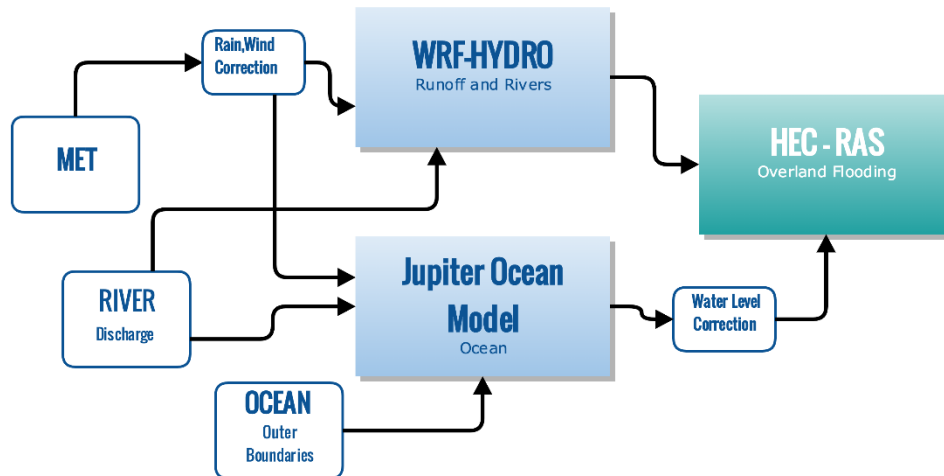 Rain,Wind
Correction
WRF-HYDRO
Runoff and Rivers
MET
HEC - RAS
Overland Flooding
RIVER
Discharge
Jupiter Ocean
Model
Ocean
Water Level
Correction
OCEAN
Outer
Boundaries